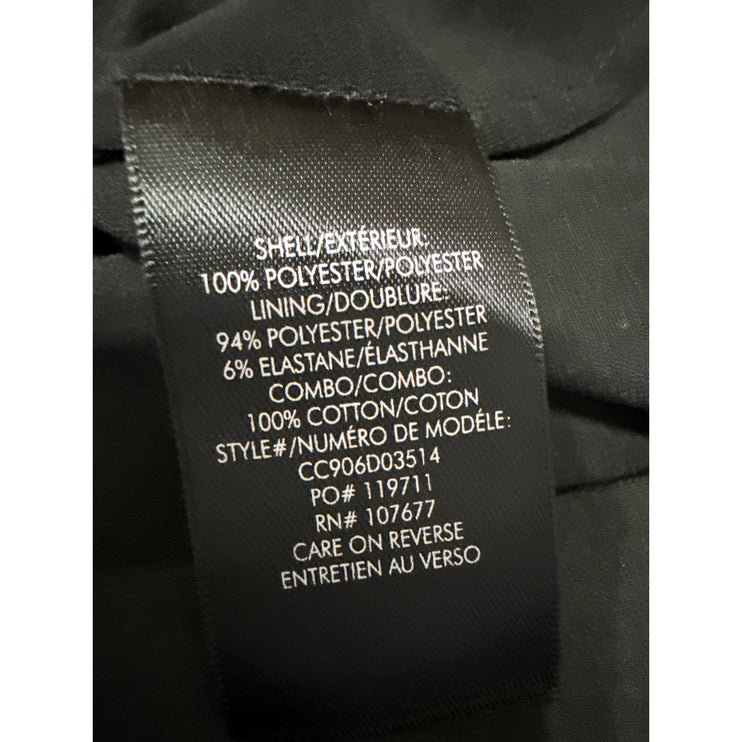 SHELL/EXTÉRIEUR:
100% POLYESTER/POLYESTER
LINING/DOUBLURE:
94% POLYESTER/POLYESTER
6% ELASTANE/ÉLASTHANNE
COMBO/COMBO:
100% COTTON/COTON
STYLE#/NUMÉRO DE MODÉLE:
CC906D03514
PO# 119711
RN# 107677
CARE ON REVERSE
ENTRETIEN AU VERSO